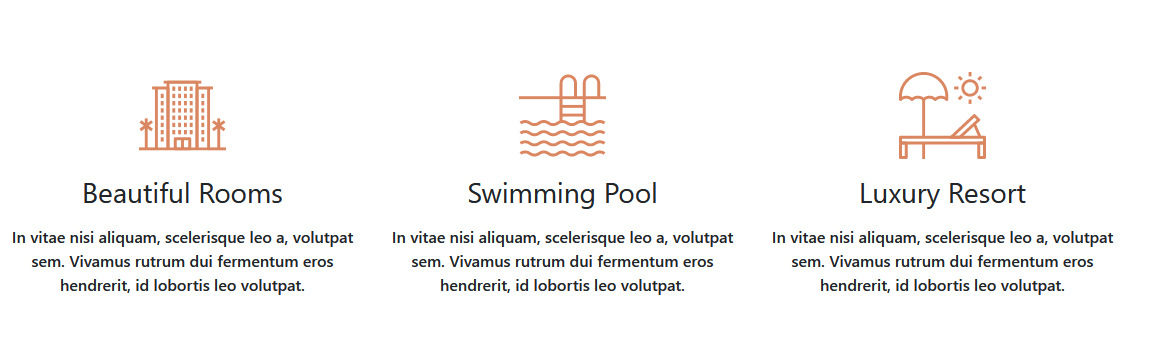 Beautiful Rooms
In vitae nisi aliquam, scelerisque leo a, volutpat
sem. Vivamus rutrum dui fermentum eros
hendrerit, id lobortis leo volutpat.
Swimming Pool
In vitae nisi aliquam, scelerisque leo a, volutpat
sem. Vivamus rutrum dui fermentum eros
hendrerit, id lobortis leo volutpat.
Luxury Resort
In vitae nisi aliquam, scelerisque leo a, volutpat
sem. Vivamus rutrum dui fermentum eros
hendrerit, id lobortis leo volutpat.